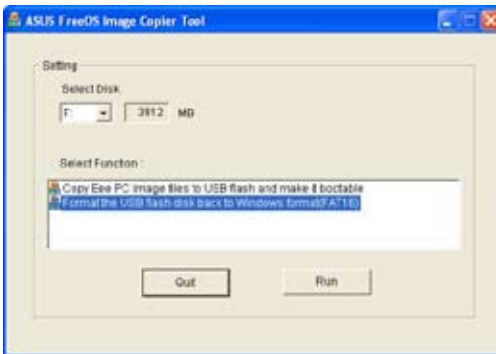 ASUS FreeOS Image Copier Tool
Setting
Select Disk
F: 3912 MB
Select Function :
Copy Eee PC image files to USB flash and make it bootable
Format the USB flash disk back to Windows format(FAT16)
Quit Run